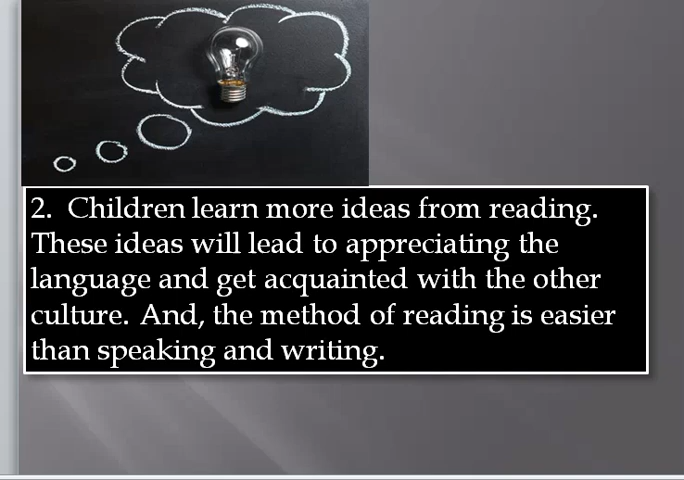 2. Children learn more ideas from reading.
These ideas will lead to appreciating the
language and get acquainted with the other
culture. And, the method of reading is easier
than speaking and writing.